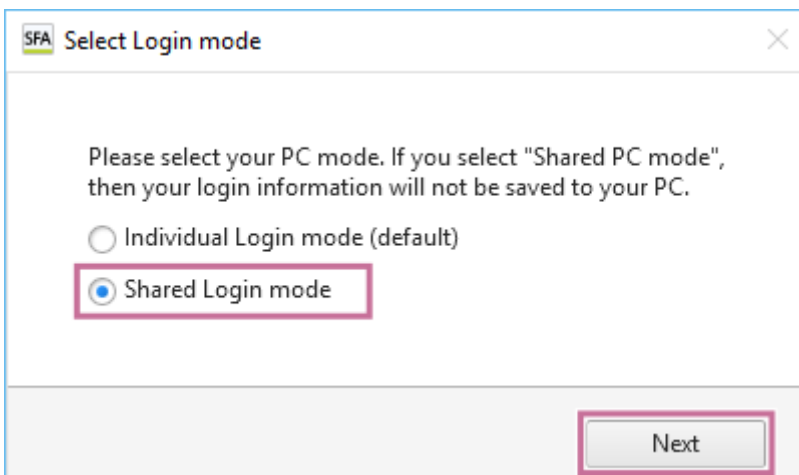 SFA Select Login mode
Please select your PC mode. If you select "Shared PC mode",
then your login information will not be saved to your PC.
Individual Login mode (default)
Shared Login mode
Next